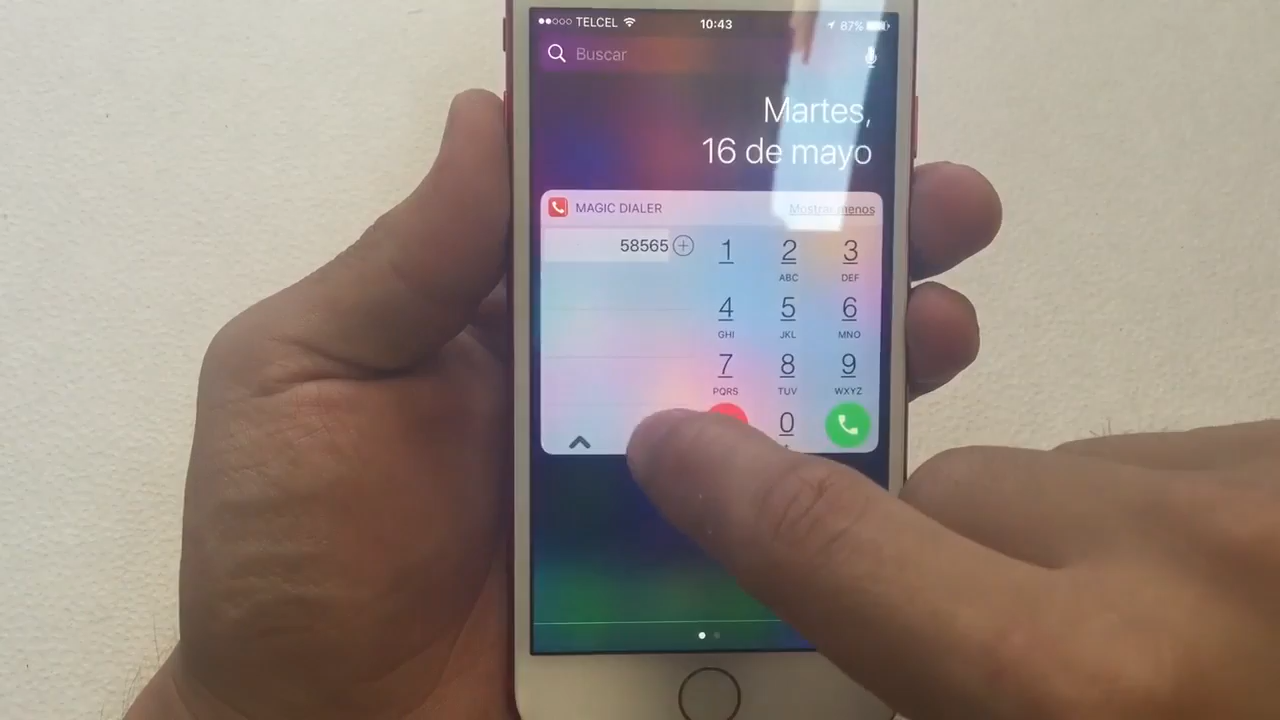 TELCEL 10:43 87%
Buscar
Martes,
16 de mayo
MAGIC DIALER Mostrar menos
58565
1 2 3
ABC DEF
4 5 6
GHI JKL MNO
7 8 9
PQRS TUV WXYZ
0